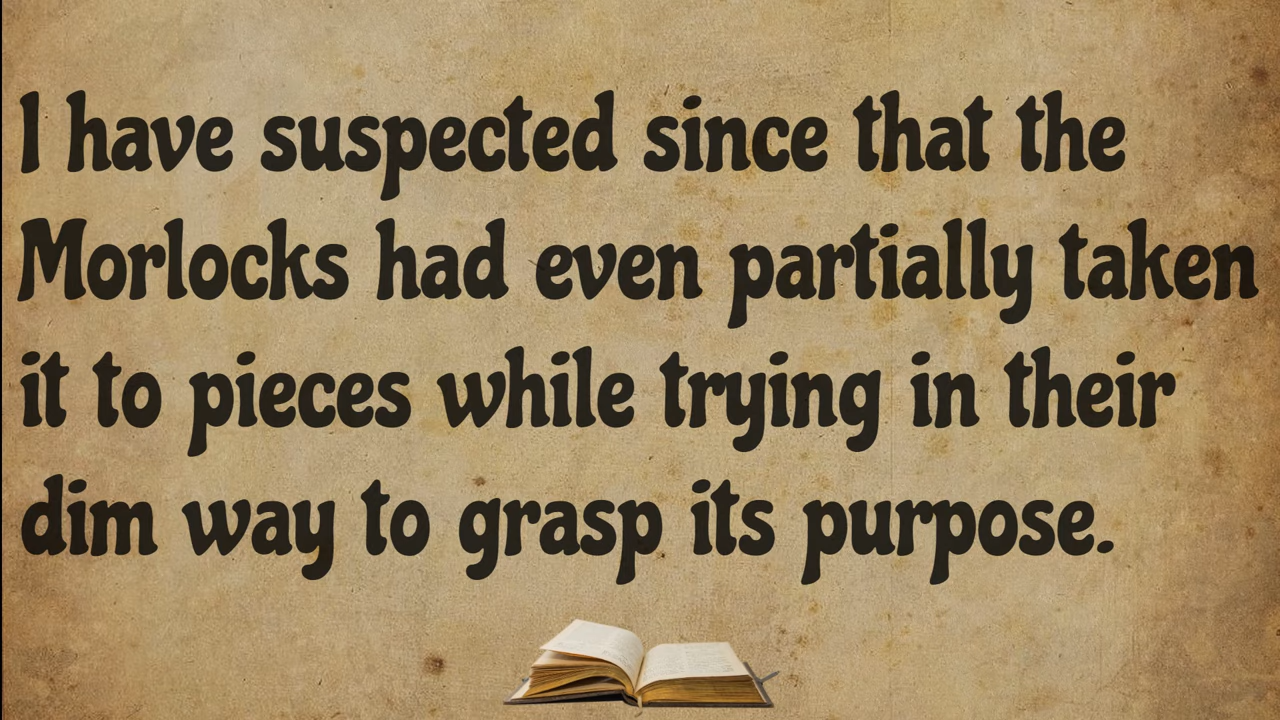 I have suspected since that the
Morlocks had even partially taken
it to pieces while trying in their
dim way to grasp its purpose.